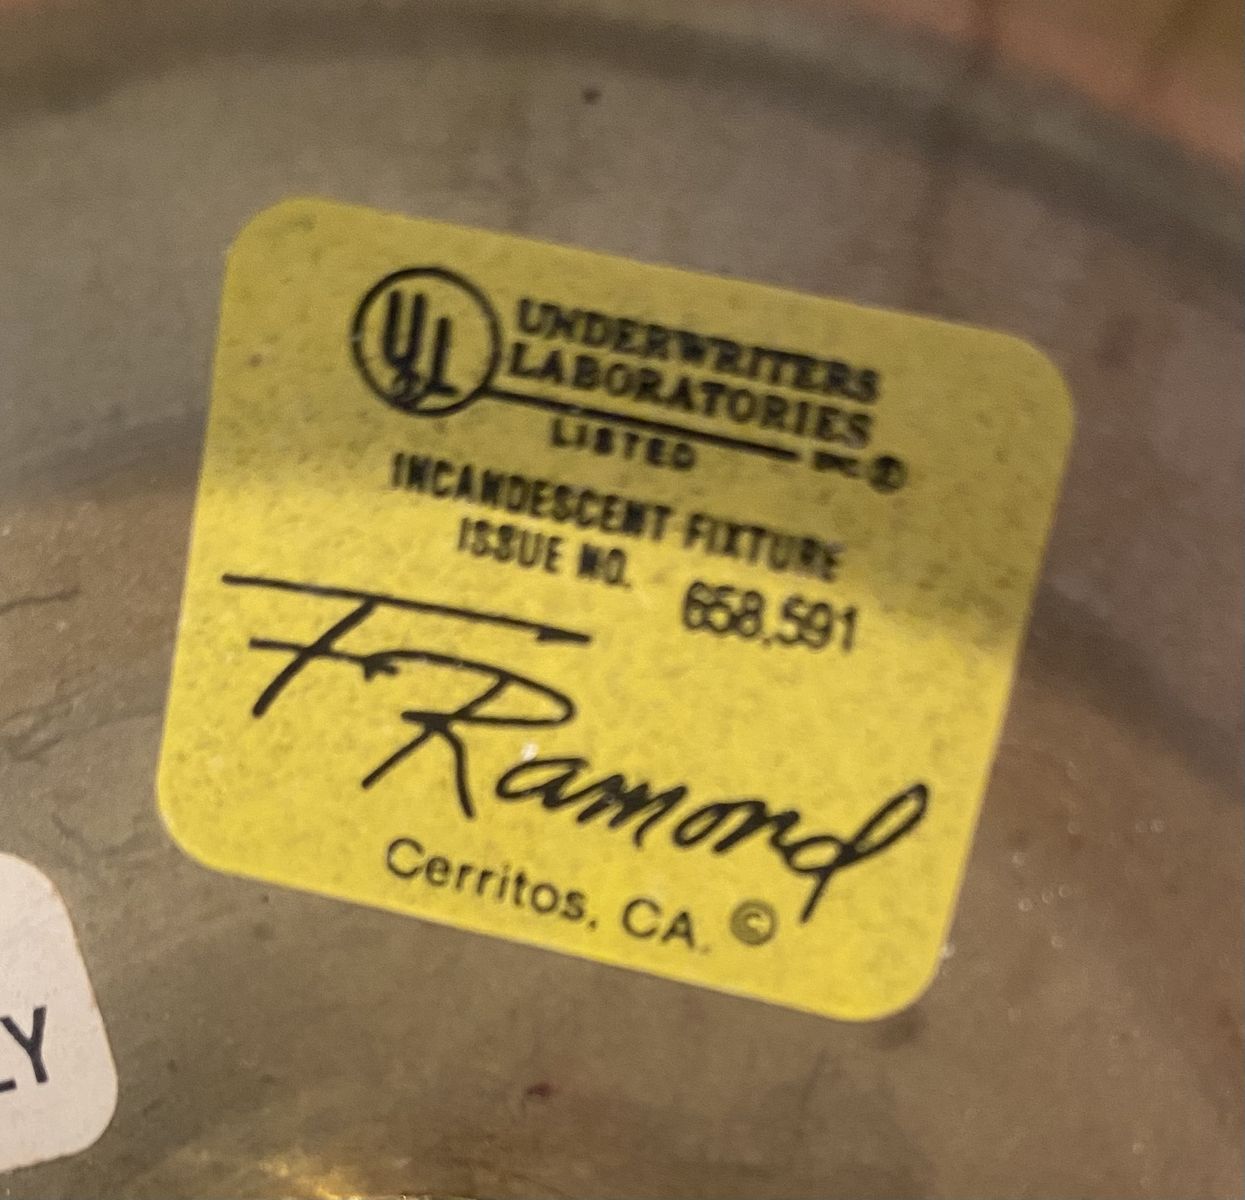 UL
UNDERWRITERS
LABORATORIES
INC.®
LISTED
INCANDESCENT FIXTURE
ISSUE NO. 658,591
F. Ramond
Cerritos, CA. ©
LY